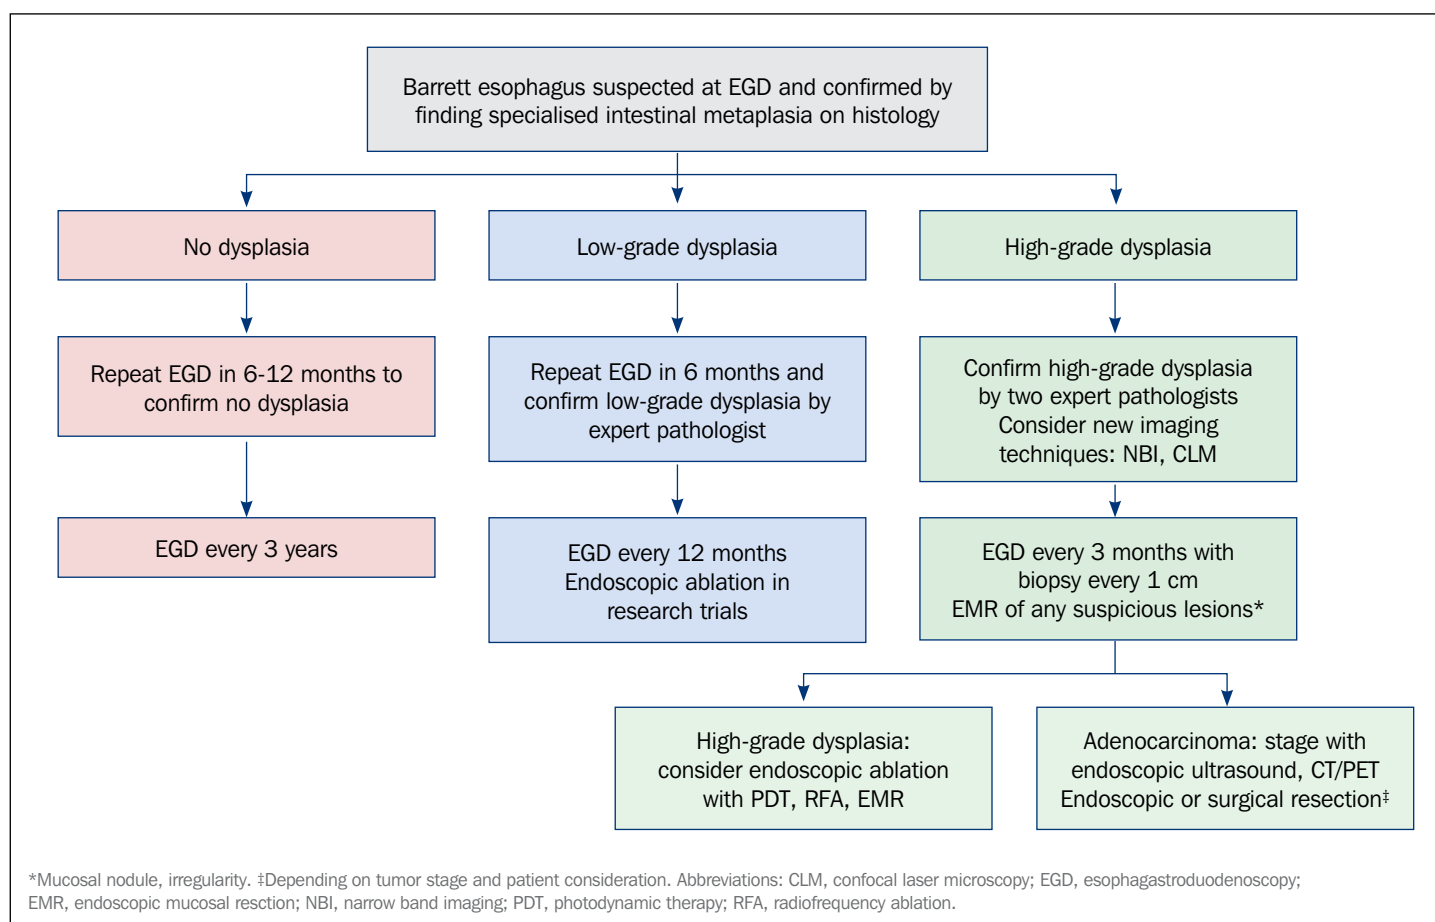 Barrett esophagus suspected at EGD and confirmed by
finding specialised intestinal metaplasia on histology
No dysplasia
Low-grade dysplasia
High-grade dysplasia
Repeat EGD in 6-12 months to
confirm no dysplasia
Repeat EGD in 6 months and
confirm low-grade dysplasia by
expert pathologist
Confirm high-grade dysplasia
by two expert pathologists
Consider new imaging
techniques: NBI, CLM
EGD every 3 years
EGD every 12 months
Endoscopic ablation in
research trials
EGD every 3 months with
biopsy every 1 cm
EMR of any suspicious lesions*
High-grade dysplasia:
consider endoscopic ablation
with PDT, RFA, EMR
Adenocarcinoma: stage with
endoscopic ultrasound, CT/PET
Endoscopic or surgical resection‡
*Mucosal nodule, irregularity. ‡Depending on tumor stage and patient consideration. Abbreviations: CLM, confocal laser microscopy; EGD, esophagastroduodenoscopy;
EMR, endoscopic mucosal resction; NBI, narrow band imaging; PDT, photodynamic therapy; RFA, radiofrequency ablation.